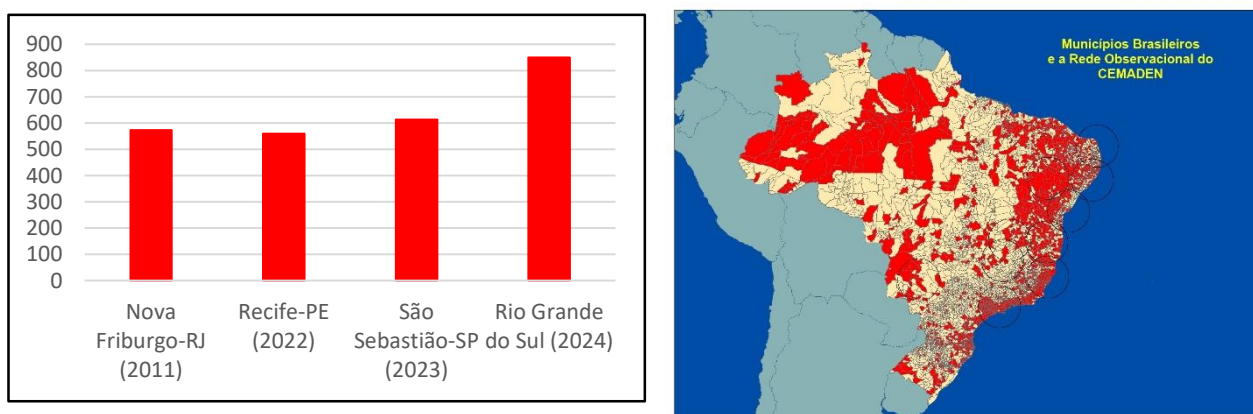 900
800
700
600
500
400
300
200
100
0
Nova
Friburgo-RJ
(2011)
Recife-PE
(2022)
São
Sebastião-SP
(2023)
Rio Grande
do Sul (2024)
Municípios Brasileiros
e a Rede Observacional do
CEMADEN